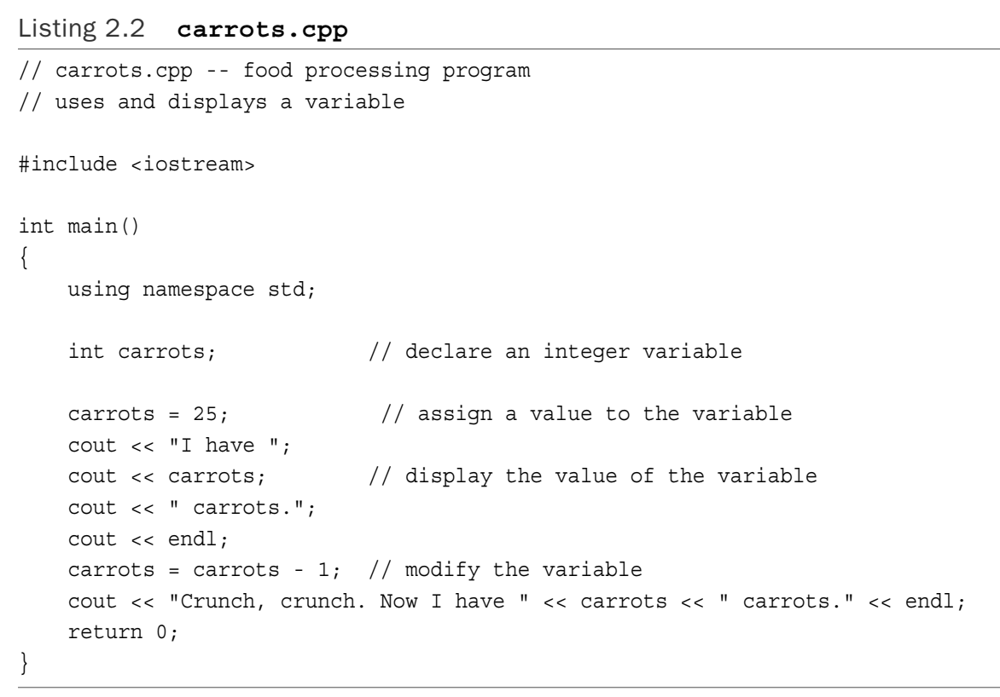 Listing 2.2 carrots.cpp
// carrots.cpp -- food processing program
// uses and displays a variable
#include <iostream>
int main()
{
    using namespace std;
    int carrots;            // declare an integer variable
    carrots = 25;            // assign a value to the variable
    cout << "I have ";
    cout << carrots;        // display the value of the variable
    cout << " carrots.";
    cout << endl;
    carrots = carrots - 1;  // modify the variable
    cout << "Crunch, crunch. Now I have " << carrots << " carrots." << endl;
    return 0;
}